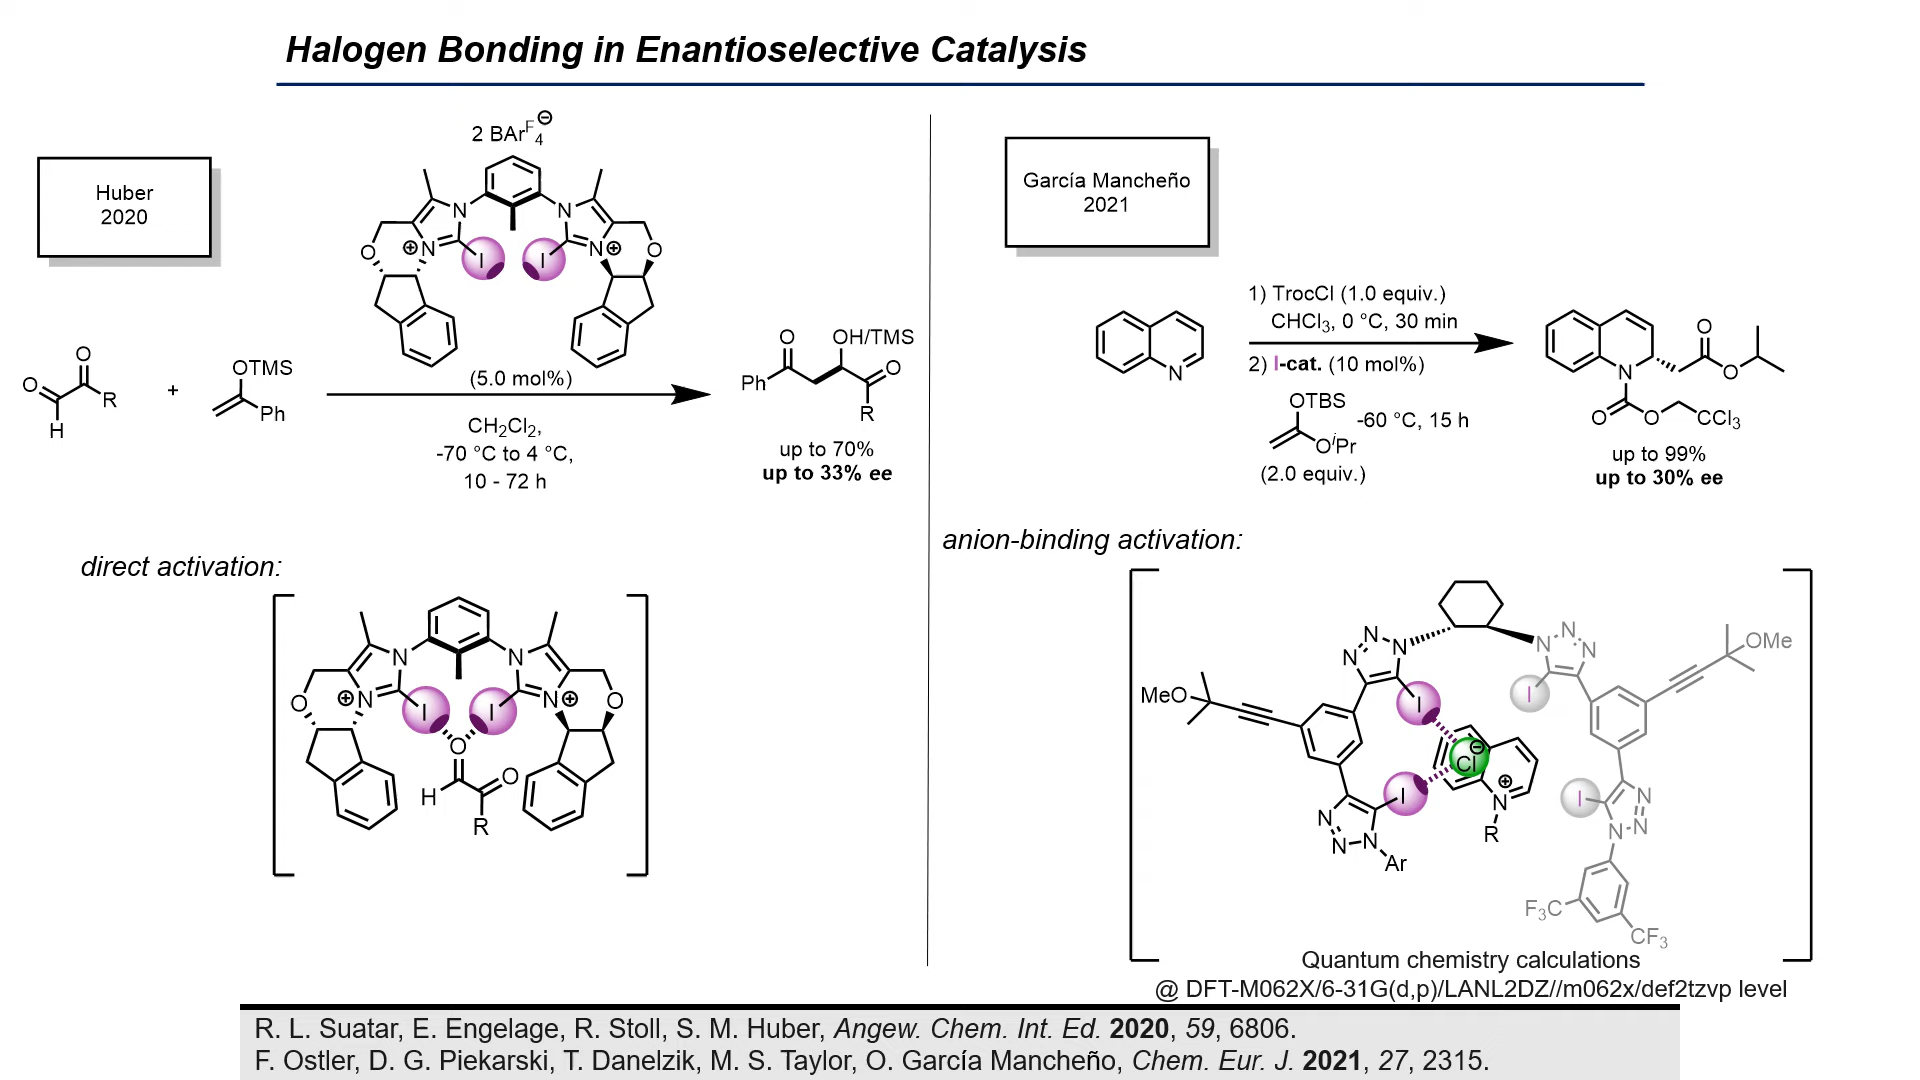 Halogen Bonding in Enantioselective Catalysis
Huber
2020
2 BArF4⊖
N
N
⊕ N
N ⊕
I
I
O
O
(5.0 mol%)
O
O
H
R
+
OTMS
Ph
CH2Cl2,
-70 °C to 4 °C,
10 - 72 h
O
OH/TMS
Ph
O
R
up to 70%
up to 33% ee
direct activation:
N
N
⊕ N
N ⊕
O
O
I
I
O
H
O
R
García Mancheño
2021
N
1) TrocCl (1.0 equiv.)
CHCl3, 0 °C, 30 min
2) I-cat. (10 mol%)
OTBS
-60 °C, 15 h
OiPr
(2.0 equiv.)
O
N
O
O
O
CCl3
up to 99%
up to 30% ee
anion-binding activation:
N
N
N
N
N
N
MeO
OMe
I
I
Cl⊖
⊕
N
R
I
I
N
N
N
Ar
N
N
N
F3C
CF3
Quantum chemistry calculations
@ DFT-M062X/6-31G(d,p)/LANL2DZ//m062x/def2tzvp level
R. L. Suatar, E. Engelage, R. Stoll, S. M. Huber, Angew. Chem. Int. Ed. 2020, 59, 6806.
F. Ostler, D. G. Piekarski, T. Danelzik, M. S. Taylor, O. García Mancheño, Chem. Eur. J. 2021, 27, 2315.